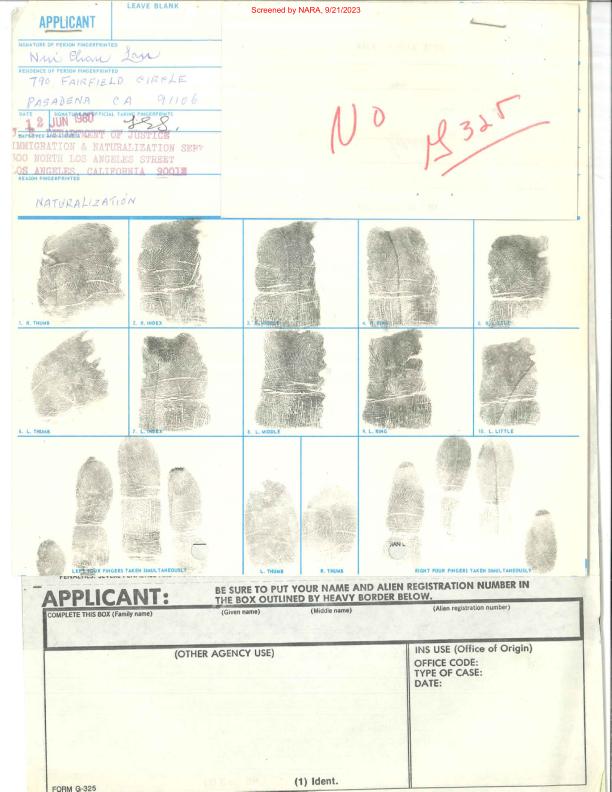 Screened by NARA, 9/21/2023
LEAVE BLANK
APPLICANT
SIGNATURE OF PERSON FINGERPRINTED
RESIDENCE OF PERSON FINGERPRINTED
790 FAIRFIELD CIRCLE
PASADENA CA 91106
DATE
SIGNATURE OF OFFICIAL TAKING FINGERPRINTS
12 JUN 1980
DEPARTMENT OF JUSTICE
IMMIGRATION & NATURALIZATION SERV
300 NORTH LOS ANGELES STREET
LOS ANGELES, CALIFORNIA 90012
REASON FINGERPRINTED
NATURALIZATION
NO
G325
1. R. THUMB
2. R. INDEX
3. R. MIDDLE
4. R. RING
5. R. LITTLE
6. L. THUMB
7. L. INDEX
8. L. MIDDLE
9. L. RING
10. L. LITTLE
LEFT FOUR FINGERS TAKEN SIMULTANEOUSLY
L. THUMB
R. THUMB
RIGHT FOUR FINGERS TAKEN SIMULTANEOUSLY
APPLICANT:
BE SURE TO PUT YOUR NAME AND ALIEN REGISTRATION NUMBER IN
THE BOX OUTLINED BY HEAVY BORDER BELOW.
COMPLETE THIS BOX (Family name)
(Given name)
(Middle name)
(Alien registration number)
(OTHER AGENCY USE)
INS USE (Office of Origin)
OFFICE CODE:
TYPE OF CASE:
DATE:
(1) Ident.
FORM G-325